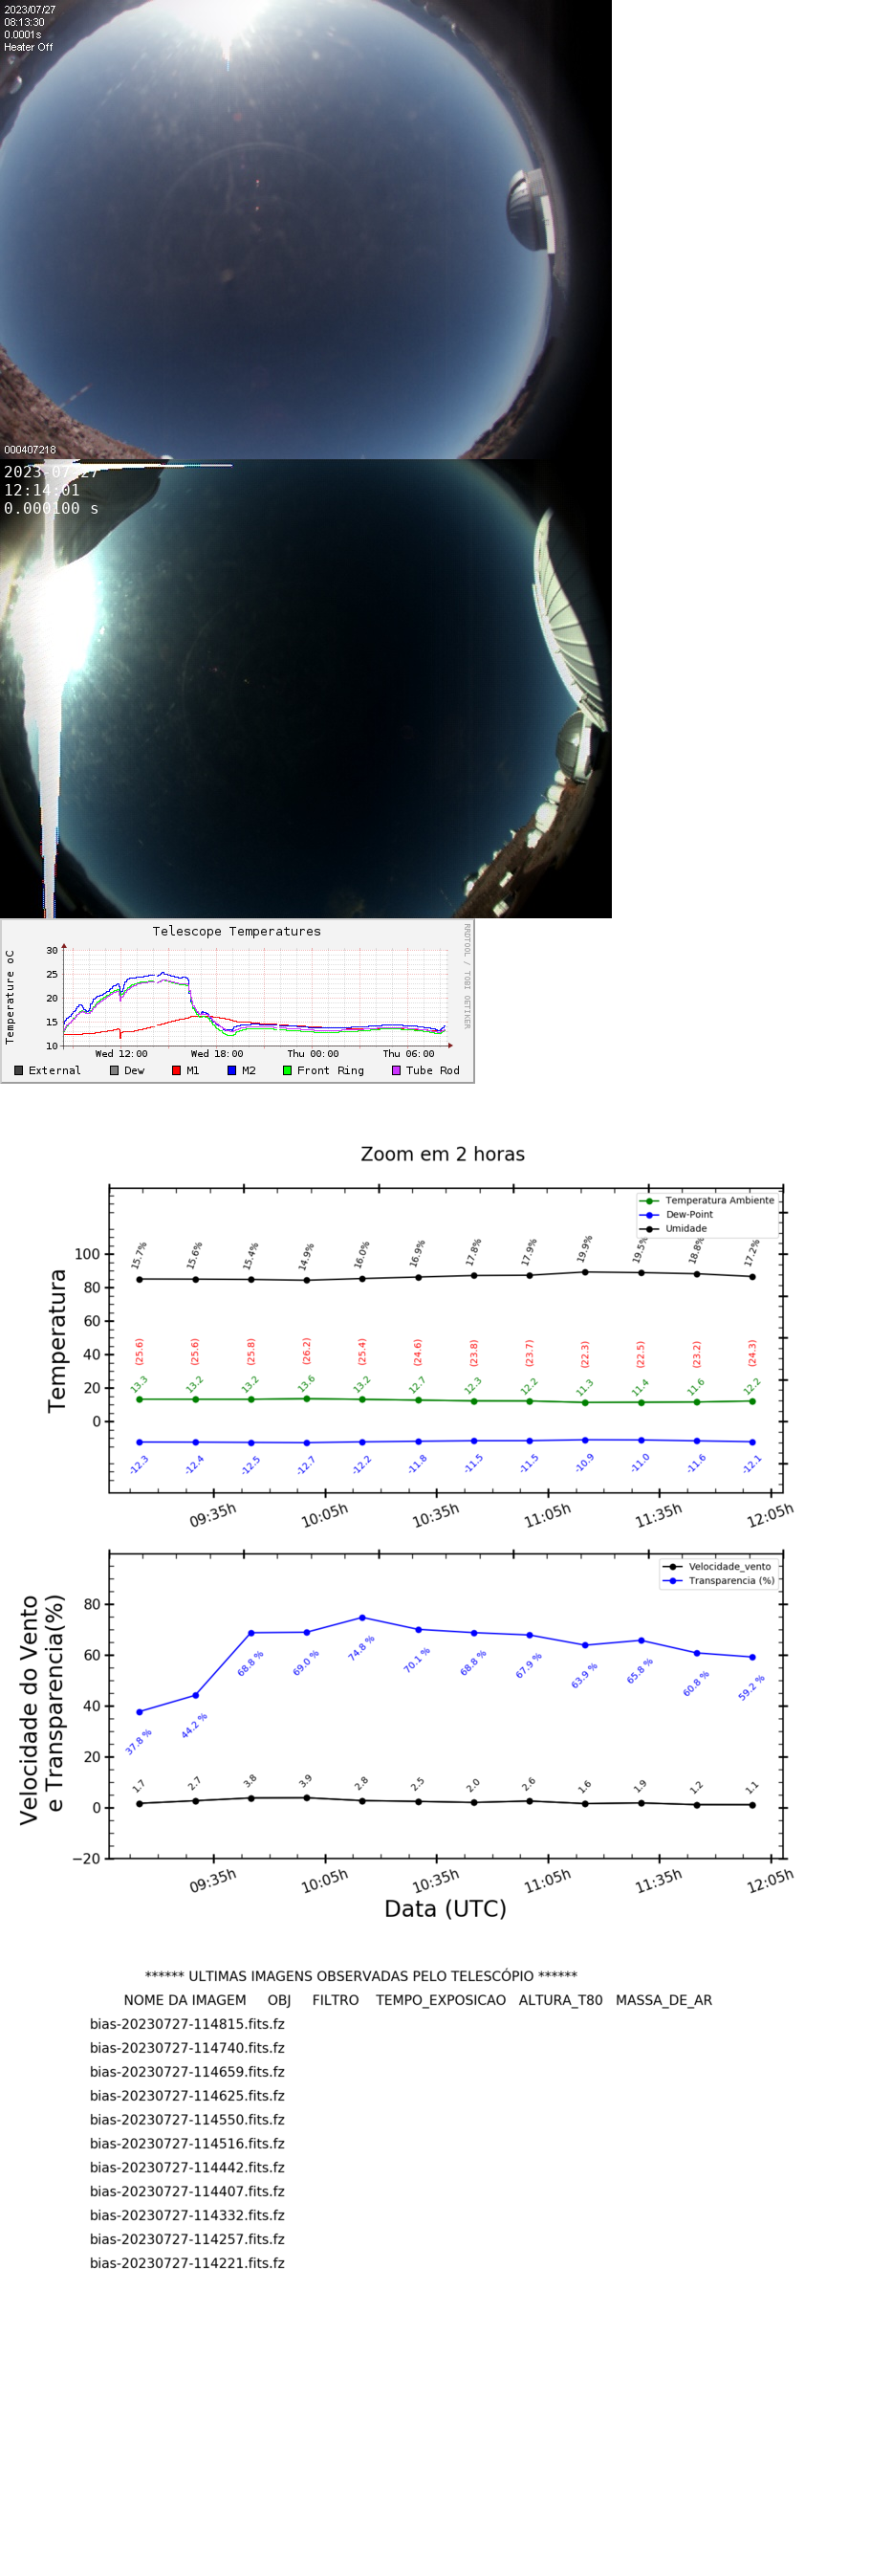 2023/07/27
08:13:30
0.0001s
Heater Off
000407218
2023-07-27
12:14:01
0.000100 s
Telescope Temperatures
RRDTOOL / TOBI OETIKER
Temperature oC
30
25
20
15
10
Wed 12:00 Wed 18:00 Thu 00:00 Thu 06:00
External Dew M1 M2 Front Ring Tube Rod
Zoom em 2 horas
Temperatura Ambiente
Dew-Point
Umidade
Temperatura
100
80
60
40
20
0
15.7% 15.6% 15.4% 14.9% 16.0% 16.9% 17.8% 17.9% 19.9% 19.5% 18.8% 17.2%
(25.6) (25.6) (25.8) (26.2) (25.4) (24.6) (23.8) (23.7) (22.3) (22.5) (23.2) (24.3)
13.3 13.2 13.2 13.6 13.2 12.7 12.3 12.2 11.3 11.4 11.6 12.2
-12.3 -12.4 -12.5 -12.7 -12.2 -11.8 -11.5 -11.5 -10.9 -11.0 -11.6 -12.1
09:35h 10:05h 10:35h 11:05h 11:35h 12:05h
Velocidade_vento
Transparencia (%)
Velocidade do Vento
e Transparencia(%)
80
60
40
20
0
−20
37.8 % 44.2 % 68.8 % 69.0 % 74.8 % 70.1 % 68.8 % 67.9 % 63.9 % 65.8 % 60.8 % 59.2 %
1.7 2.7 3.8 3.9 2.8 2.5 2.0 2.6 1.6 1.9 1.2 1.1
09:35h 10:05h 10:35h 11:05h 11:35h 12:05h
Data (UTC)
****** ULTIMAS IMAGENS OBSERVADAS PELO TELESCÓPIO ******
NOME DA IMAGEM OBJ FILTRO TEMPO_EXPOSICAO ALTURA_T80 MASSA_DE_AR
bias-20230727-114815.fits.fz
bias-20230727-114740.fits.fz
bias-20230727-114659.fits.fz
bias-20230727-114625.fits.fz
bias-20230727-114550.fits.fz
bias-20230727-114516.fits.fz
bias-20230727-114442.fits.fz
bias-20230727-114407.fits.fz
bias-20230727-114332.fits.fz
bias-20230727-114257.fits.fz
bias-20230727-114221.fits.fz